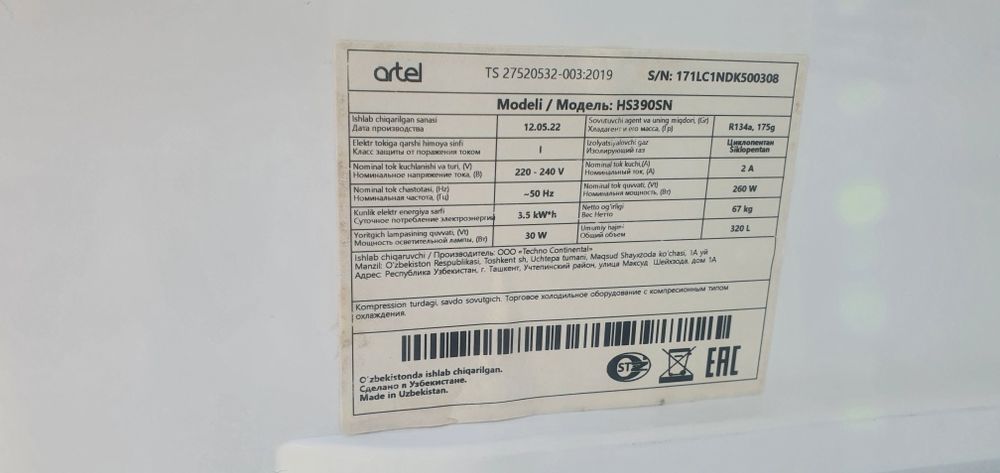 artel
TS 27520532-003:2019
S/N: 171LC1NDK500308
Modeli / Модель: HS390SN
Ishlab chiqarilgan sanasi
Дата производства
12.05.22
Sovutuvchi agent va uning miqdori, (Gr)
Хладагент и его масса, (Гр)
R134a, 175g
Elektr tokiga qarshi himoya sinfi
Класс защиты от поражения током
I
Izolyatsiyalovchi gaz
Изолирующий газ
Циклопентан
Siklopentan
Nominal tok kuchlanishi va turi, (V)
Номинальное напряжение тока, (В)
220 - 240 V
Nominal tok kuchi,(A)
Номинальный ток, (А)
2 A
Nominal tok chastotasi, (Hz)
Номинальная частота, (Гц)
~50 Hz
Nominal tok quvvati, (Vt)
Номинальня мощность, (Вт)
260 W
Kunlik elektr energiya sarfi
Суточное потребление электроэнергии
3.5 kW*h
Netto og'irligi
Вес Нетто
67 kg
Yoritgich lampasining quvvati, (Vt)
Мощность осветительной лампы, (Вт)
30 W
Umumiy hajmi
Общий объем
320 L
Ishlab chiqaruvchi / Производитель: ООО «Techno Continental»
Manzil: O'zbekiston Respublikasi, Toshkent sh, Uchtepa tumani, Maqsud Shayxzoda ko'chasi, 1A уй
Адрес: Республика Узбекистан, г. Ташкент, Учтепинский район, улица Максуд Шейхзода, дом 1А
Kompression turdagi, savdo sovutgich. Торговое холодильное оборудование с компресионным типом
охлаждения.
O'zbekistonda ishlab chiqarilgan.
Сделано в Узбекистане.
Made in Uzbekistan.
ST
EAC